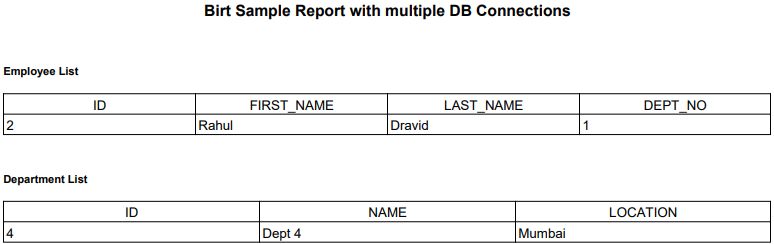 Birt Sample Report with multiple DB Connections
Employee List
ID FIRST_NAME LAST_NAME DEPT_NO
2 Rahul Dravid 1
Department List
ID NAME LOCATION
4 Dept 4 Mumbai